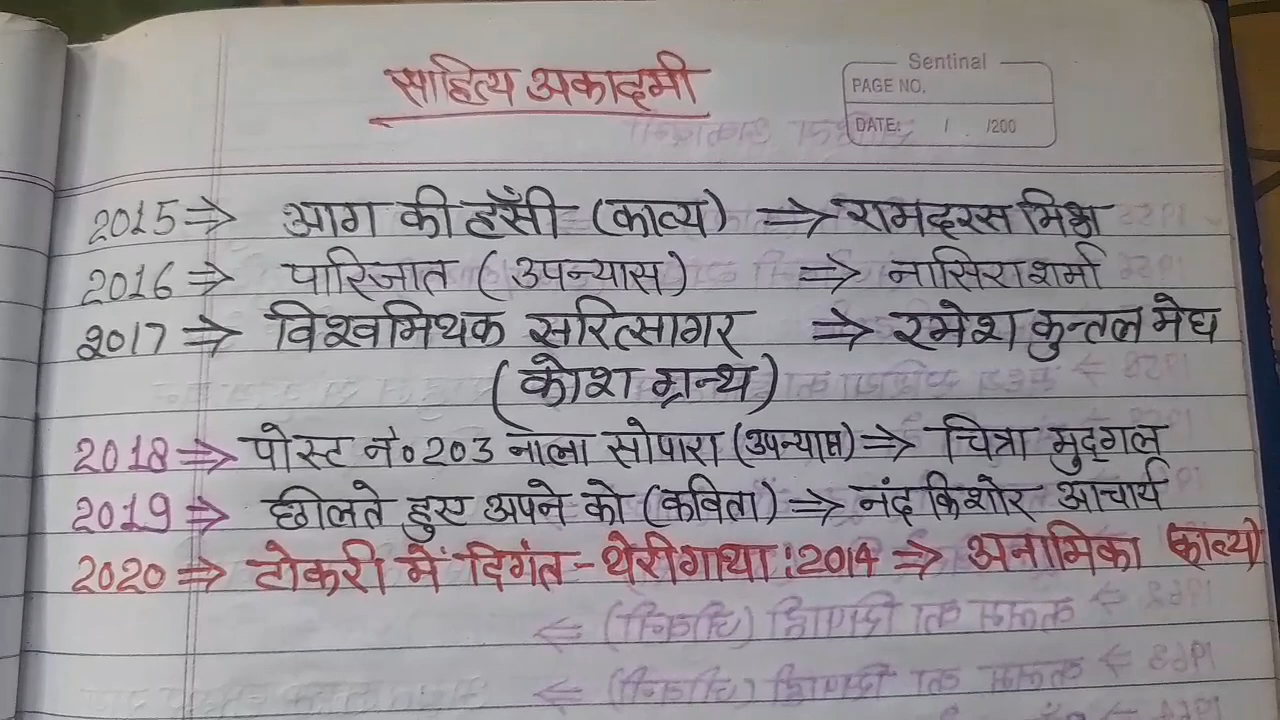 साहित्य अकादमी
Sentinal
PAGE NO.
DATE: / /200
2015 ⇒ आग की हँसी (काव्य) ⇒ रामदरस मिश्र
2016 ⇒ पारिजात (उपन्यास) ⇒ नासिरा शर्मा
2017 ⇒ विश्वमिथक सरित्सागर ⇒ रमेश कुन्तल मेघ
(कोश ग्रन्थ)
2018 ⇒ पोस्ट नं० 203 नाला सोपारा (उपन्यास) ⇒ चित्रा मुद्गल
2019 ⇒ छीलते हुए अपने को (कविता) ⇒ नंद किशोर आचार्य
2020 ⇒ टोकरी में दिगंत - थेरीगाथा : 2014 ⇒ अनामिका (काव्य)